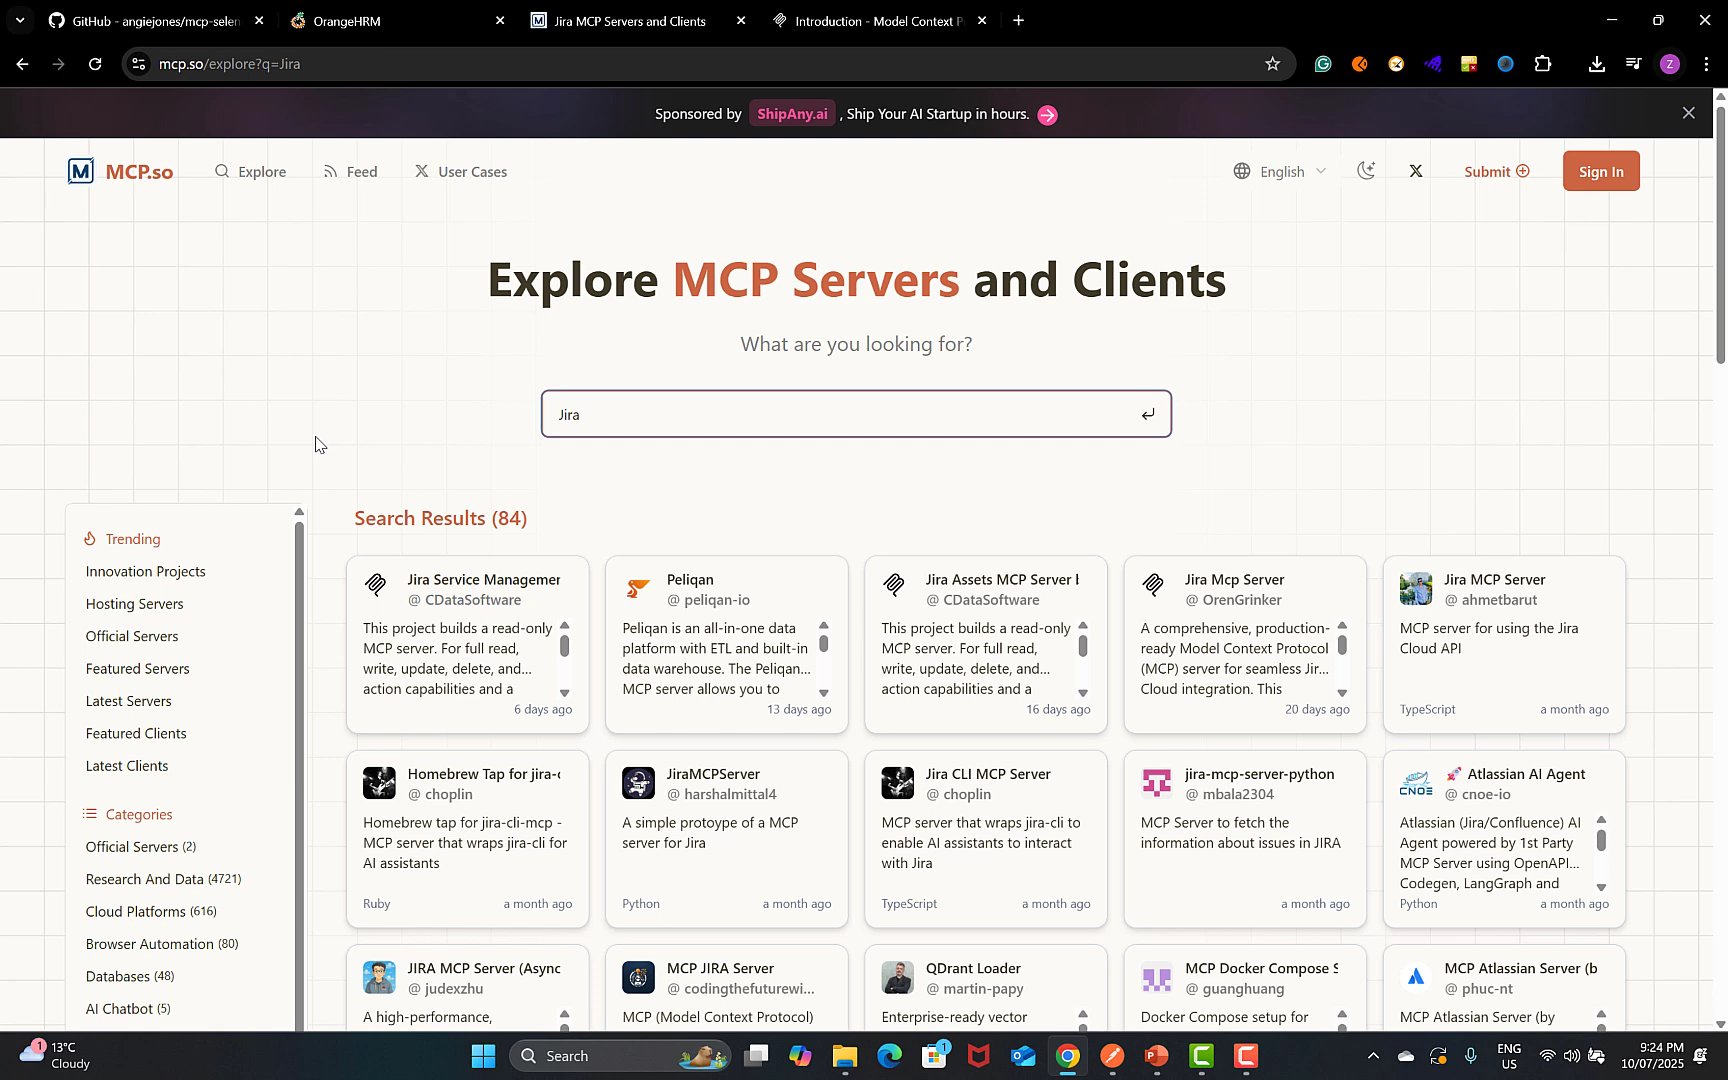 GitHub - angiejones/mcp-selen
OrangeHRM
Jira MCP Servers and Clients
Introduction - Model Context P
mcp.so/explore?q=Jira
Z
Sponsored by ShipAny.ai , Ship Your AI Startup in hours.
M MCP.so
Explore
Feed
User Cases
English
Submit
Sign In
Explore MCP Servers and Clients
What are you looking for?
Jira
Trending
Innovation Projects
Hosting Servers
Official Servers
Featured Servers
Latest Servers
Featured Clients
Latest Clients
Categories
Official Servers (2)
Research And Data (4721)
Cloud Platforms (616)
Browser Automation (80)
Databases (48)
AI Chatbot (5)
Search Results (84)
Jira Service Managemen
@ CDataSoftware
This project builds a read-only
MCP server. For full read,
write, update, delete, and...
action capabilities and a
6 days ago
Peliqan
@ peliqan-io
Peliqan is an all-in-one data
platform with ETL and built-in
data warehouse. The Peliqan...
MCP server allows you to
13 days ago
Jira Assets MCP Server b
@ CDataSoftware
This project builds a read-only
MCP server. For full read,
write, update, delete, and...
action capabilities and a
16 days ago
Jira Mcp Server
@ OrenGrinker
A comprehensive, production-
ready Model Context Protocol
(MCP) server for seamless Jir...
Cloud integration. This
20 days ago
Jira MCP Server
@ ahmetbarut
MCP server for using the Jira
Cloud API
TypeScript
a month ago
Homebrew Tap for jira-c
@ choplin
Homebrew tap for jira-cli-mcp -
MCP server that wraps jira-cli for
AI assistants
Ruby
a month ago
JiraMCPServer
@ harshalmittal4
A simple protoype of a MCP
server for Jira
Python
a month ago
Jira CLI MCP Server
@ choplin
MCP server that wraps jira-cli to
enable AI assistants to interact
with Jira
TypeScript
a month ago
jira-mcp-server-python
@ mbala2304
MCP Server to fetch the
information about issues in JIRA
a month ago
CNOE
🚀 Atlassian AI Agent
@ cnoe-io
Atlassian (Jira/Confluence) AI
Agent powered by 1st Party
MCP Server using OpenAPI...
Codegen, LangGraph and
Python
a month ago
JIRA MCP Server (Async
@ judexzhu
A high-performance,
MCP JIRA Server
@ codingthefuturewi...
MCP (Model Context Protocol)
QDrant Loader
@ martin-papy
Enterprise-ready vector
MCP Docker Compose S
@ guanghuang
Docker Compose setup for
MCP Atlassian Server (b
@ phuc-nt
MCP Atlassian Server (by
1
13°C
Cloudy
Search
1
ENG
US
9:24 PM
10/07/2025